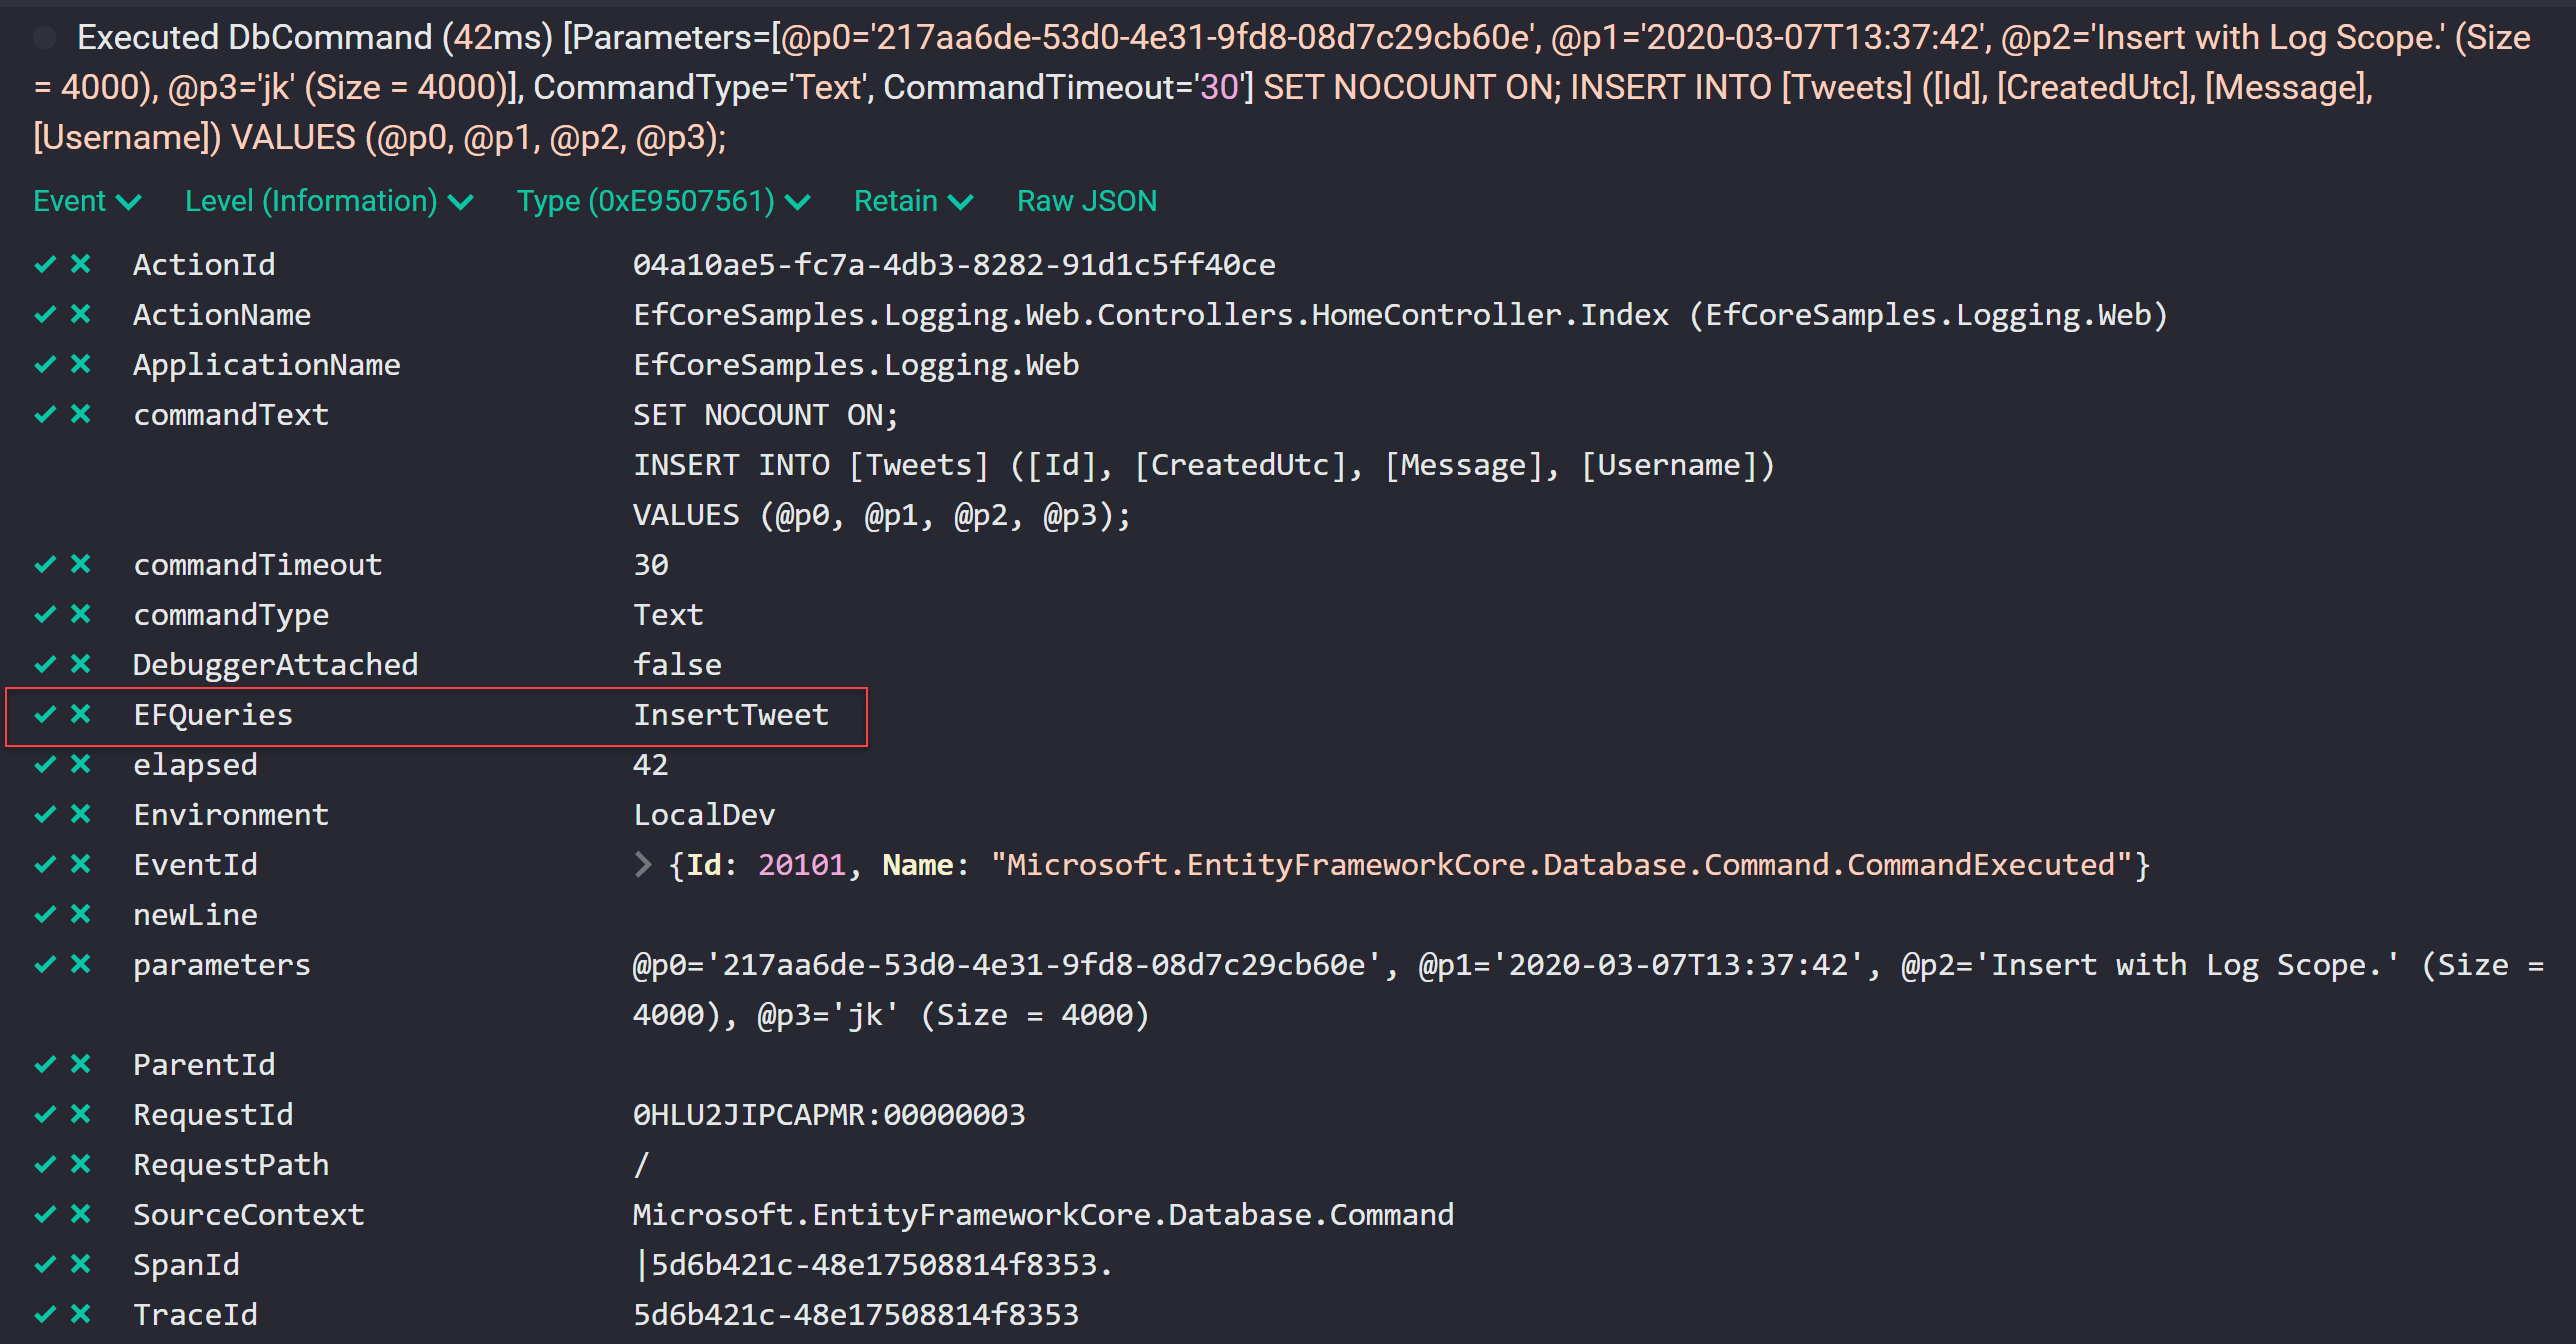 Executed DbCommand (42ms) [Parameters=[@p0='217aa6de-53d0-4e31-9fd8-08d7c29cb60e', @p1='2020-03-07T13:37:42', @p2='Insert with Log Scope.' (Size
= 4000), @p3='jk' (Size = 4000)], CommandType='Text', CommandTimeout='30'] SET NOCOUNT ON; INSERT INTO [Tweets] ([Id], [CreatedUtc], [Message],
[Username]) VALUES (@p0, @p1, @p2, @p3);
Event Level (Information) Type (0xE9507561) Retain Raw JSON
ActionId 04a10ae5-fc7a-4db3-8282-91d1c5ff40ce
ActionName EfCoreSamples.Logging.Web.Controllers.HomeController.Index (EfCoreSamples.Logging.Web)
ApplicationName EfCoreSamples.Logging.Web
commandText SET NOCOUNT ON;
INSERT INTO [Tweets] ([Id], [CreatedUtc], [Message], [Username])
VALUES (@p0, @p1, @p2, @p3);
commandTimeout 30
commandType Text
DebuggerAttached false
EFQueries InsertTweet
elapsed 42
Environment LocalDev
EventId {Id: 20101, Name: "Microsoft.EntityFrameworkCore.Database.Command.CommandExecuted"}
newLine
parameters @p0='217aa6de-53d0-4e31-9fd8-08d7c29cb60e', @p1='2020-03-07T13:37:42', @p2='Insert with Log Scope.' (Size =
4000), @p3='jk' (Size = 4000)
ParentId
RequestId 0HLU2JIPCAPMR:00000003
RequestPath /
SourceContext Microsoft.EntityFrameworkCore.Database.Command
SpanId |5d6b421c-48e17508814f8353.
TraceId 5d6b421c-48e17508814f8353